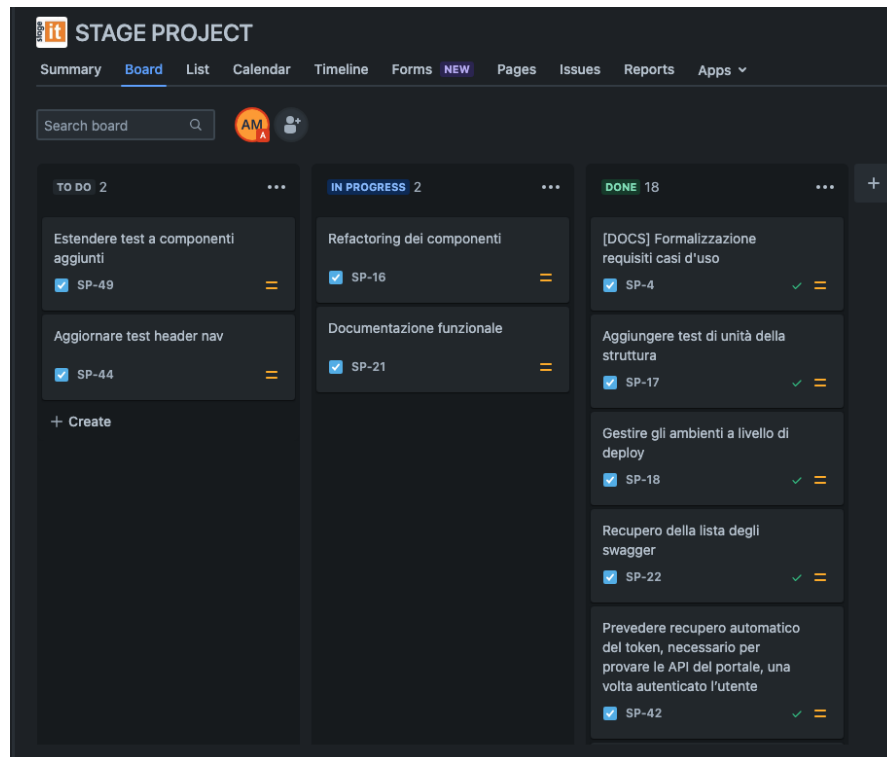 stage it STAGE PROJECT
Summary Board List Calendar Timeline Forms NEW Pages Issues Reports Apps
Search board AM A
TO DO 2
Estendere test a componenti
aggiunti
SP-49
Aggiornare test header nav
SP-44
+ Create
IN PROGRESS 2
Refactoring dei componenti
SP-16
Documentazione funzionale
SP-21
DONE 18
[DOCS] Formalizzazione
requisiti casi d'uso
SP-4
Aggiungere test di unità della
struttura
SP-17
Gestire gli ambienti a livello di
deploy
SP-18
Recupero della lista degli
swagger
SP-22
Prevedere recupero automatico
del token, necessario per
provare le API del portale, una
volta autenticato l'utente
SP-42